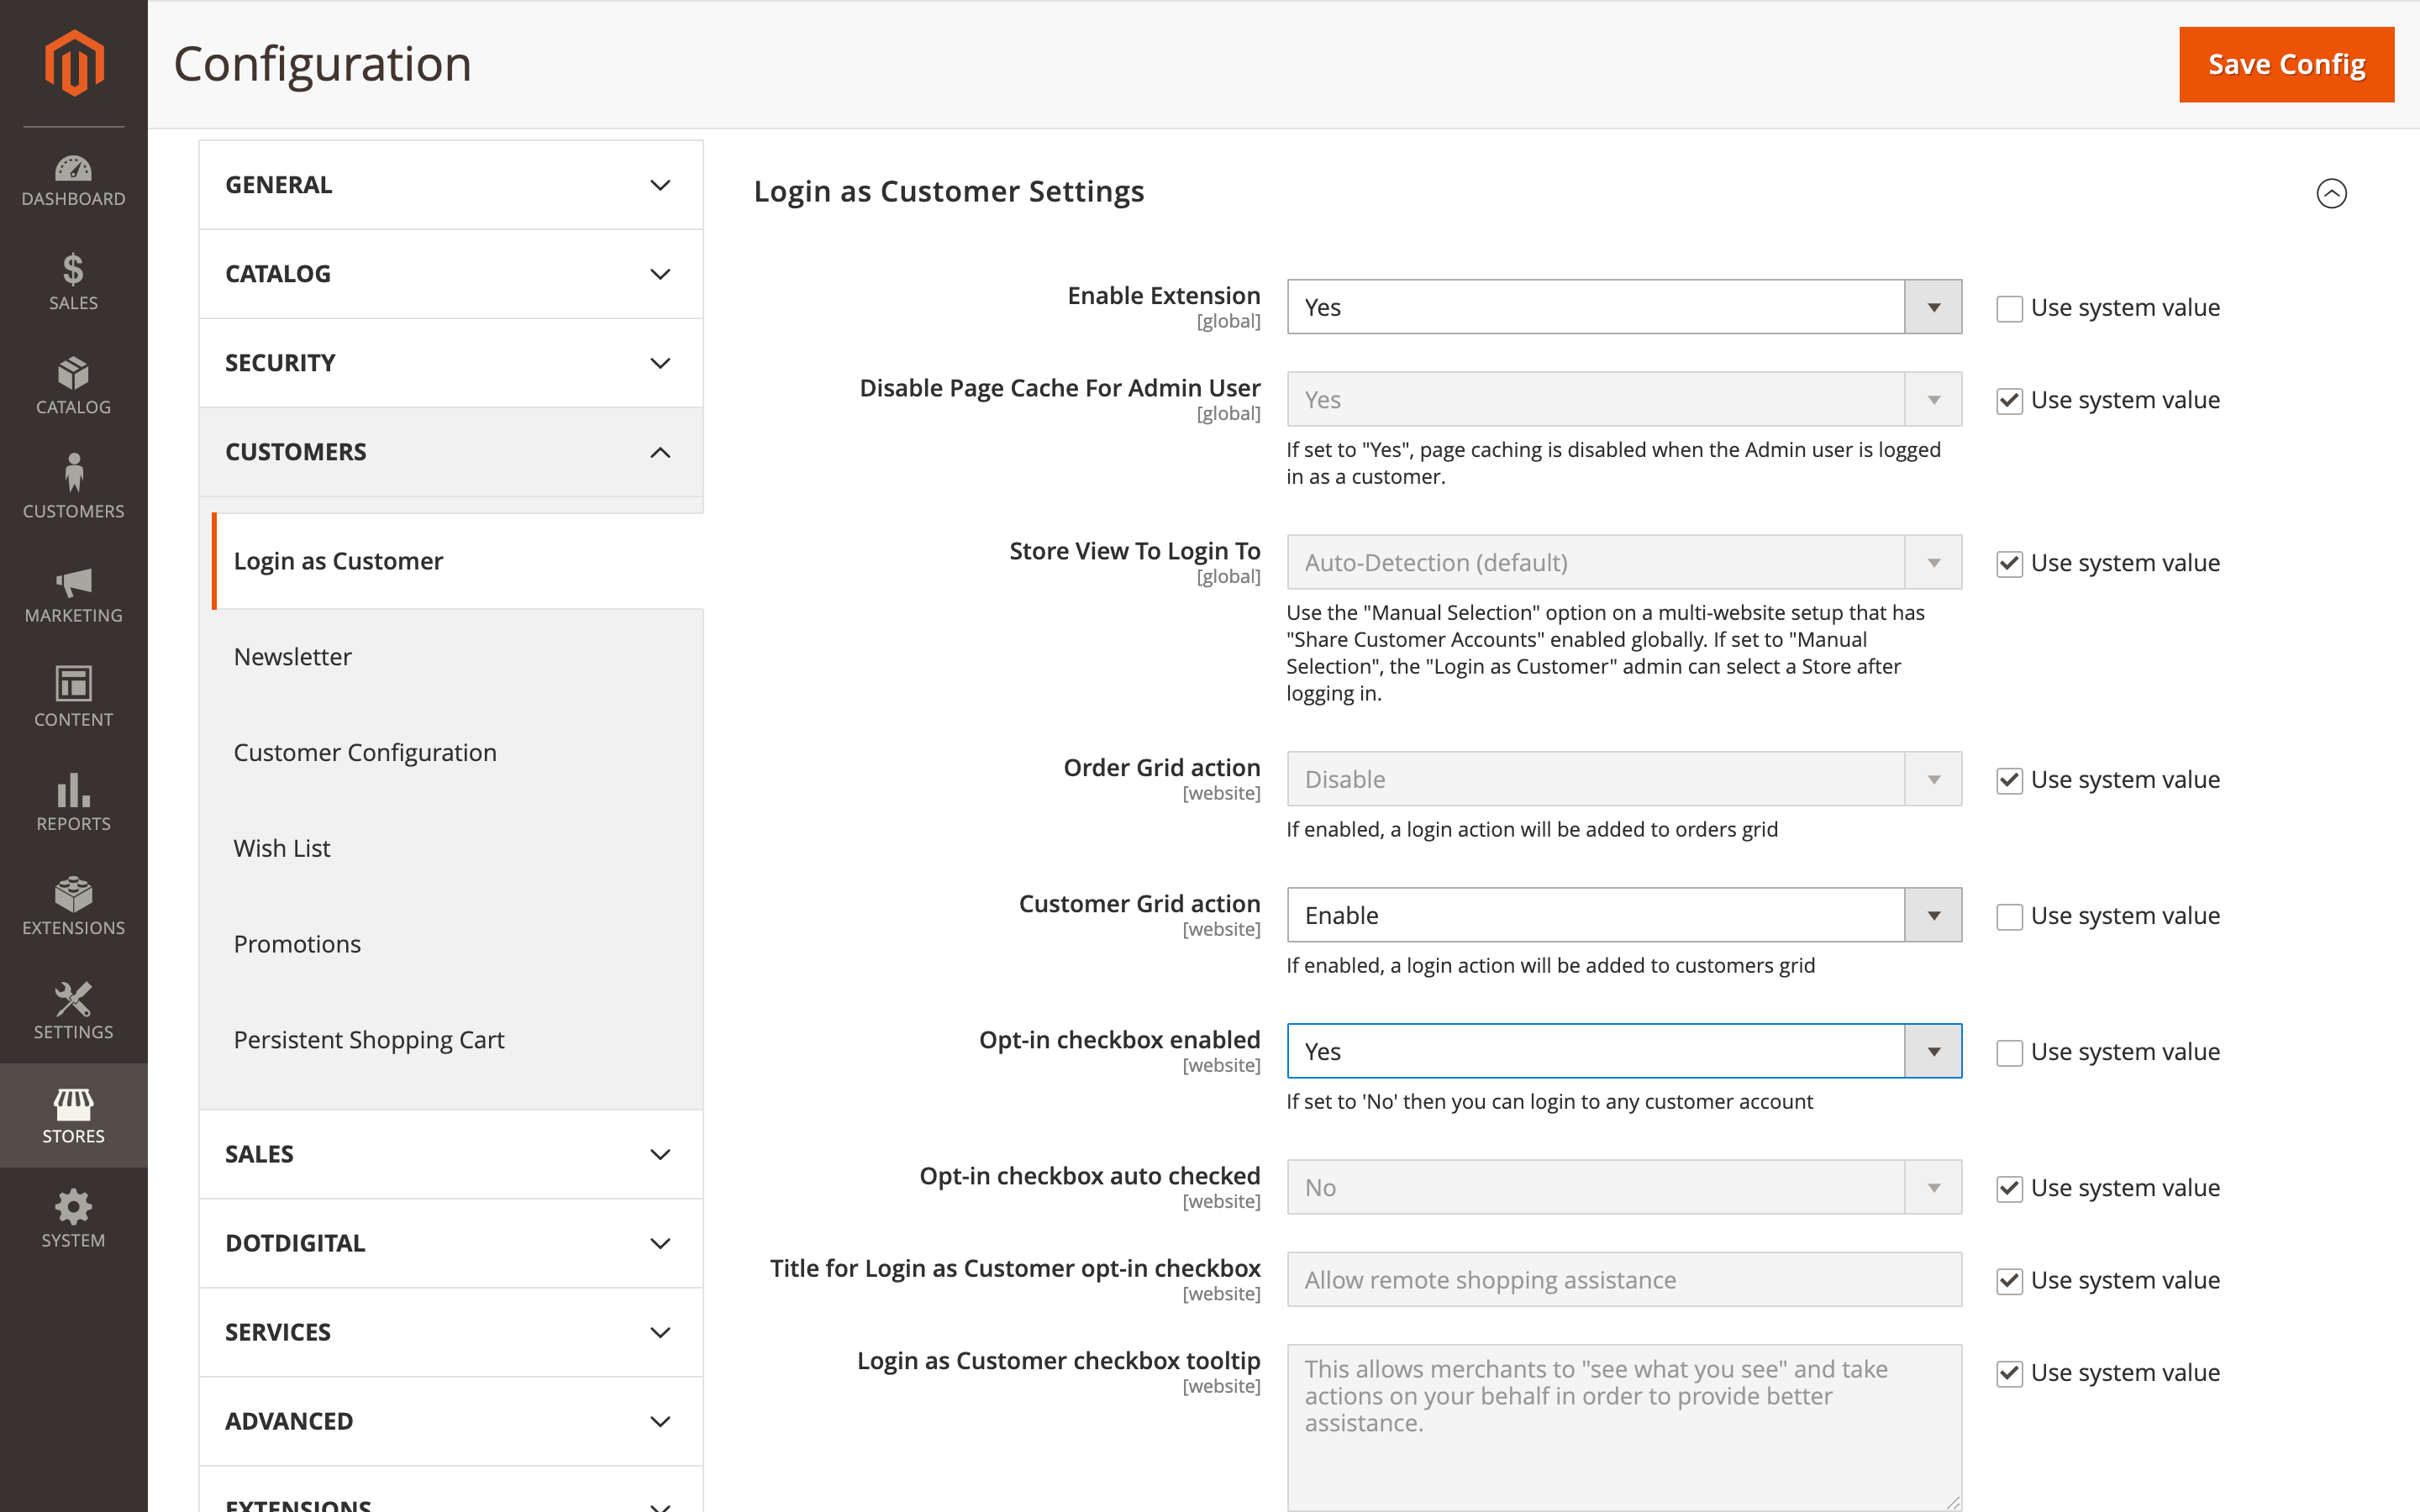 Configuration
Save Config
DASHBOARD
SALES
CATALOG
CUSTOMERS
MARKETING
CONTENT
REPORTS
EXTENSIONS
SETTINGS
STORES
SYSTEM
GENERAL
CATALOG
SECURITY
CUSTOMERS
Login as Customer
Newsletter
Customer Configuration
Wish List
Promotions
Persistent Shopping Cart
SALES
DOTDIGITAL
SERVICES
ADVANCED
EXTENSIONS
Login as Customer Settings
Enable Extension
[global]
Yes
Use system value
Disable Page Cache For Admin User
[global]
Yes
Use system value
If set to "Yes", page caching is disabled when the Admin user is logged
in as a customer.
Store View To Login To
[global]
Auto-Detection (default)
Use system value
Use the "Manual Selection" option on a multi-website setup that has
"Share Customer Accounts" enabled globally. If set to "Manual
Selection", the "Login as Customer" admin can select a Store after
logging in.
Order Grid action
[website]
Disable
Use system value
If enabled, a login action will be added to orders grid
Customer Grid action
[website]
Enable
Use system value
If enabled, a login action will be added to customers grid
Opt-in checkbox enabled
[website]
Yes
Use system value
If set to 'No' then you can login to any customer account
Opt-in checkbox auto checked
[website]
No
Use system value
Title for Login as Customer opt-in checkbox
[website]
Allow remote shopping assistance
Use system value
Login as Customer checkbox tooltip
[website]
This allows merchants to "see what you see" and take
actions on your behalf in order to provide better
assistance.
Use system value